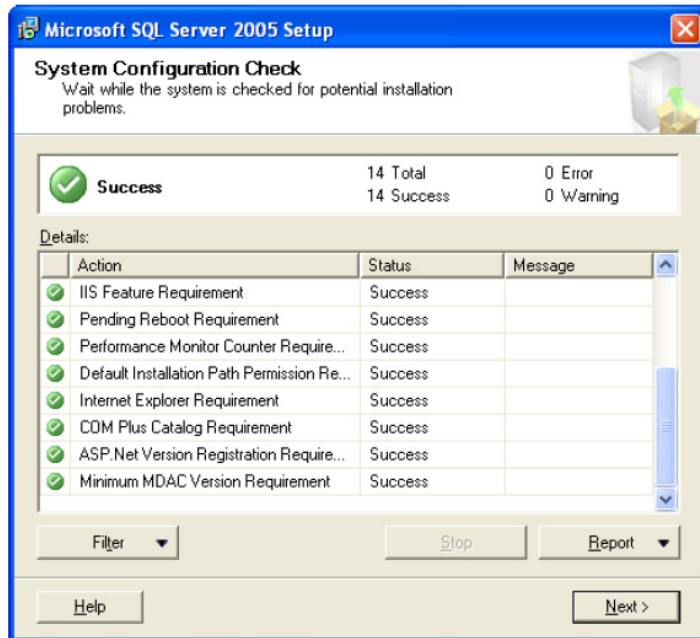 Microsoft SQL Server 2005 Setup
System Configuration Check
Wait while the system is checked for potential installation
problems.
Success
14 Total
0 Error
14 Success
0 Warning
Details:
Action Status Message
IIS Feature Requirement Success
Pending Reboot Requirement Success
Performance Monitor Counter Require... Success
Default Installation Path Permission Re... Success
Internet Explorer Requirement Success
COM Plus Catalog Requirement Success
ASP.Net Version Registration Require... Success
Minimum MDAC Version Requirement Success
Filter Stop Report
Help Next >